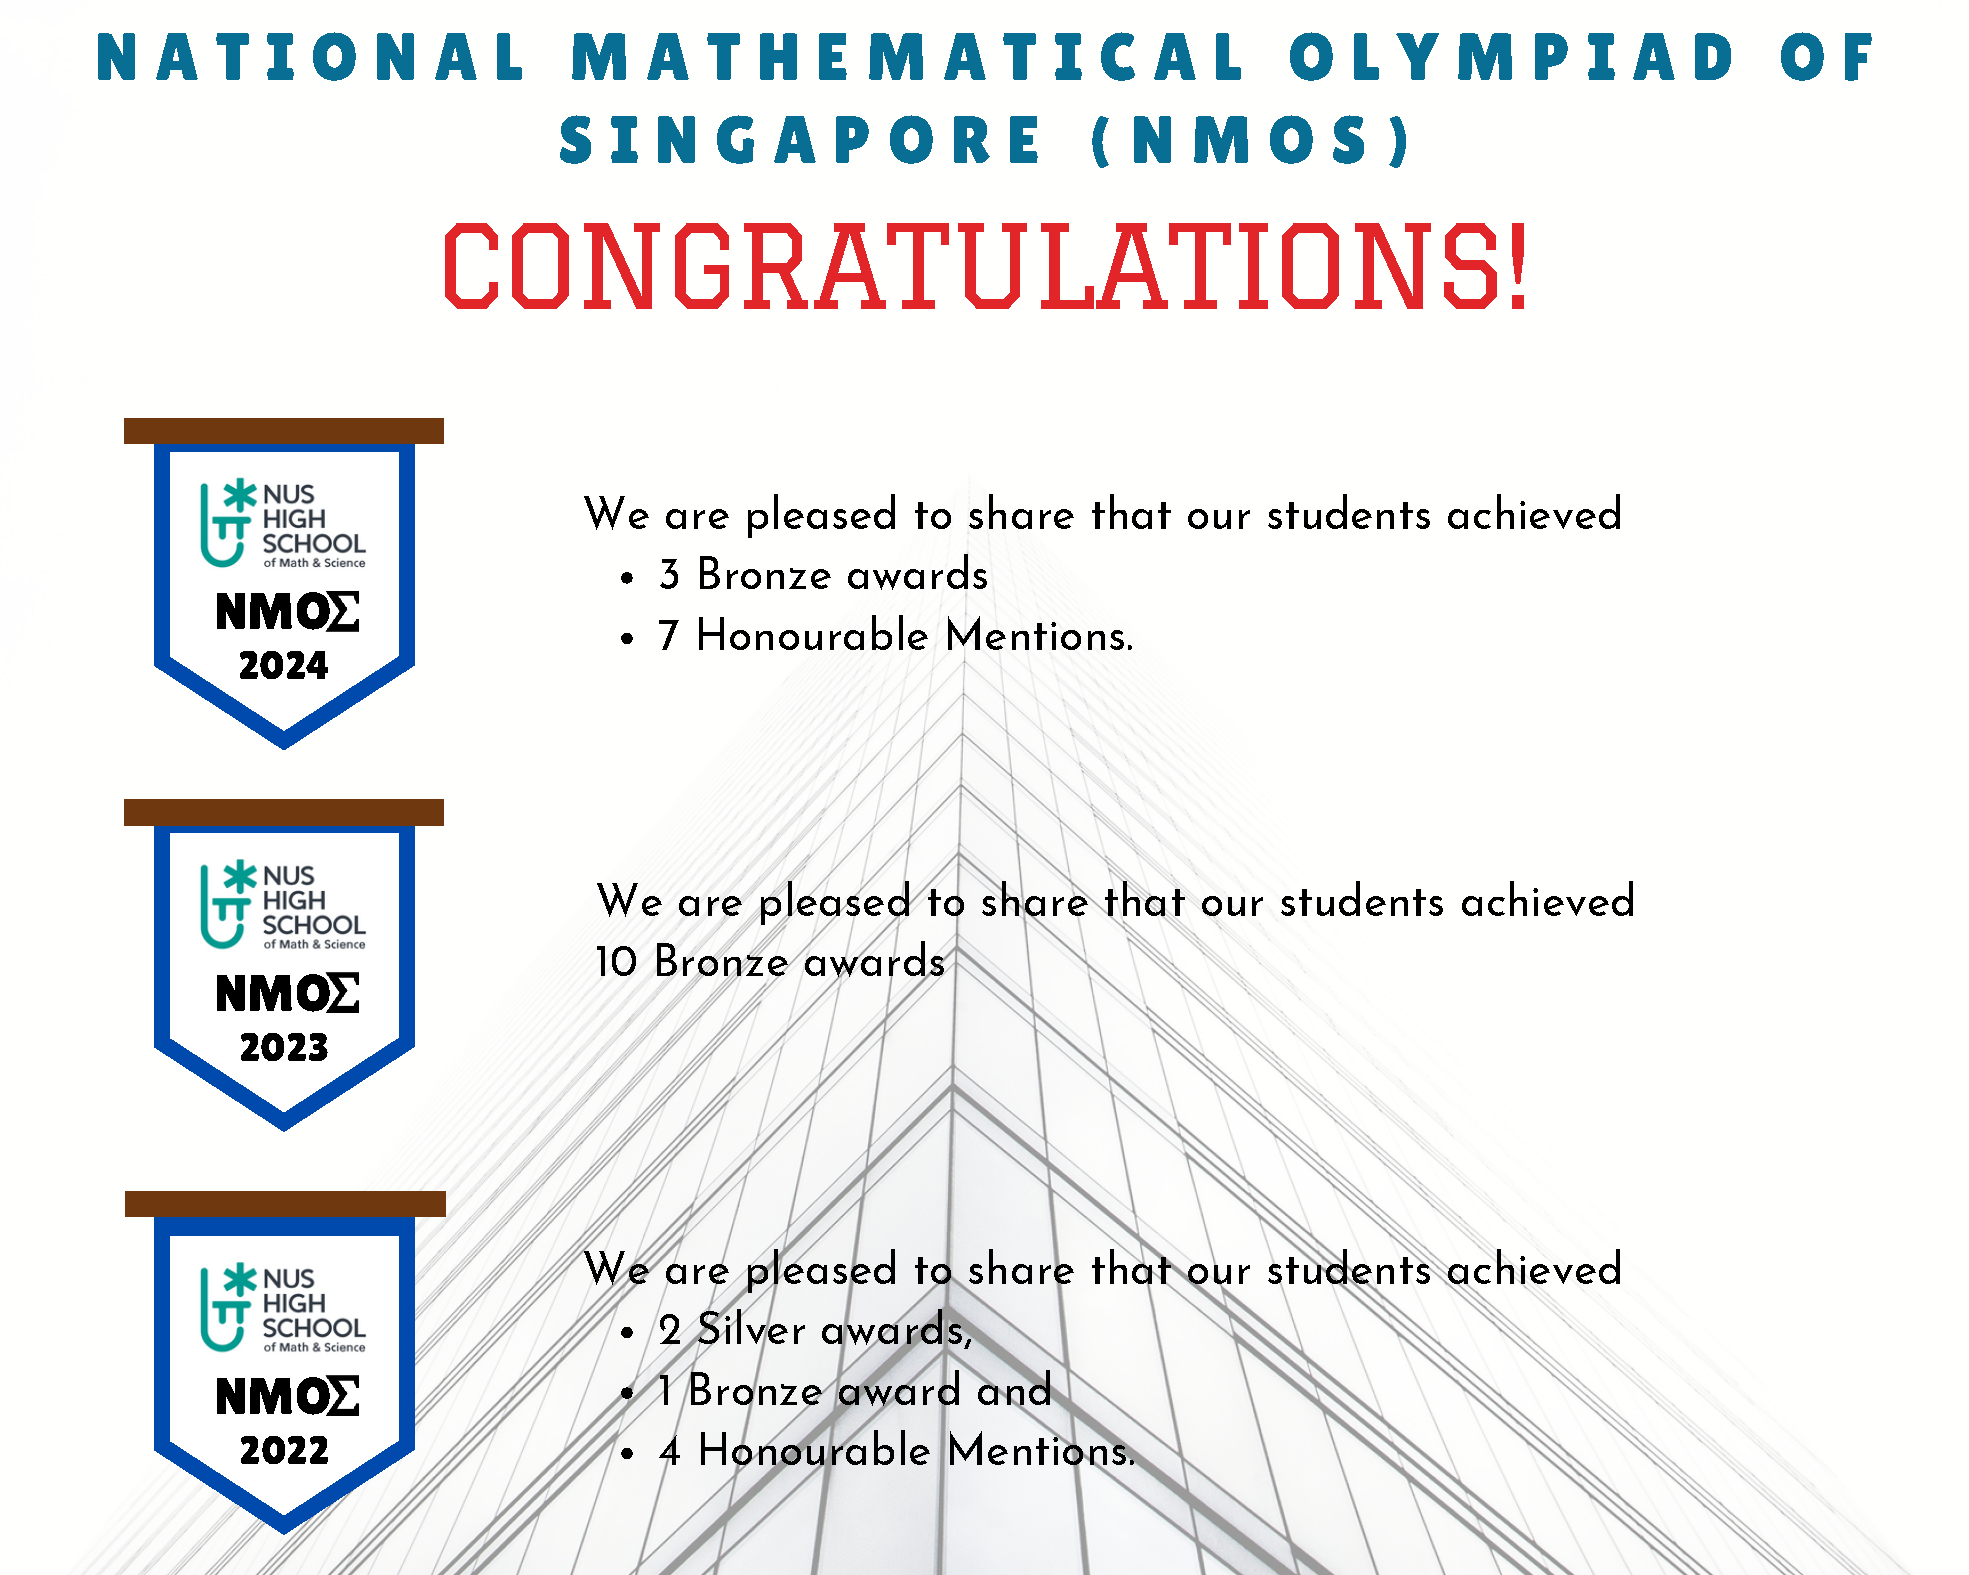 NATIONAL MATHEMATICAL OLYMPIAD OF
SINGAPORE (NMOS)
CONGRATULATIONS!
NUS
HIGH
SCHOOL
of Math & Science
NMOΣ
2024
We are pleased to share that our students achieved
• 3 Bronze awards
• 7 Honourable Mentions.
NUS
HIGH
SCHOOL
of Math & Science
NMOΣ
2023
We are pleased to share that our students achieved
10 Bronze awards
NUS
HIGH
SCHOOL
of Math & Science
NMOΣ
2022
We are pleased to share that our students achieved
• 2 Silver awards,
• 1 Bronze award and
• 4 Honourable Mentions.